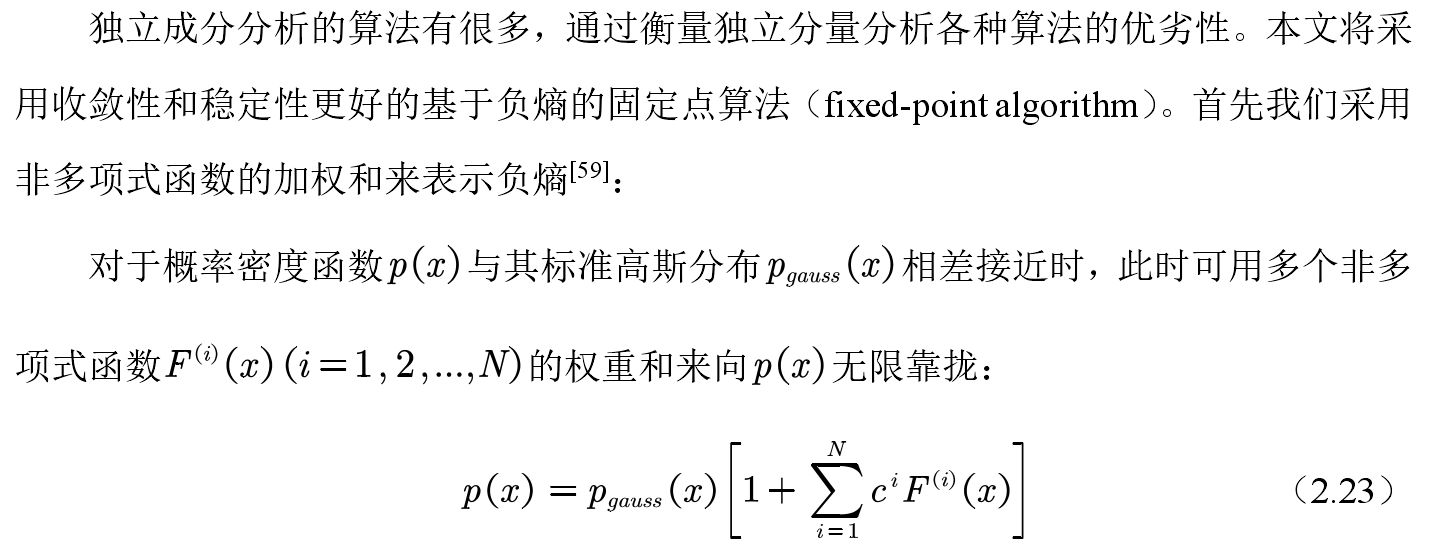 独立成分分析的算法有很多，通过衡量独立分量分析各种算法的优劣性。本文将采
用收敛性和稳定性更好的基于负熵的固定点算法（fixed-point algorithm）。首先我们采用
非多项式函数的加权和来表示负熵[59]：
对于概率密度函数p(x)与其标准高斯分布p_{gauss}(x)相差接近时，此时可用多个非多
项式函数F^{(i)}(x)(i=1,2,...,N)的权重和来向p(x)无限靠拢：
p(x)=p_{gauss}(x)[1+\sum_{i=1}^{N}c^{i}F^{(i)}(x)] （2.23）